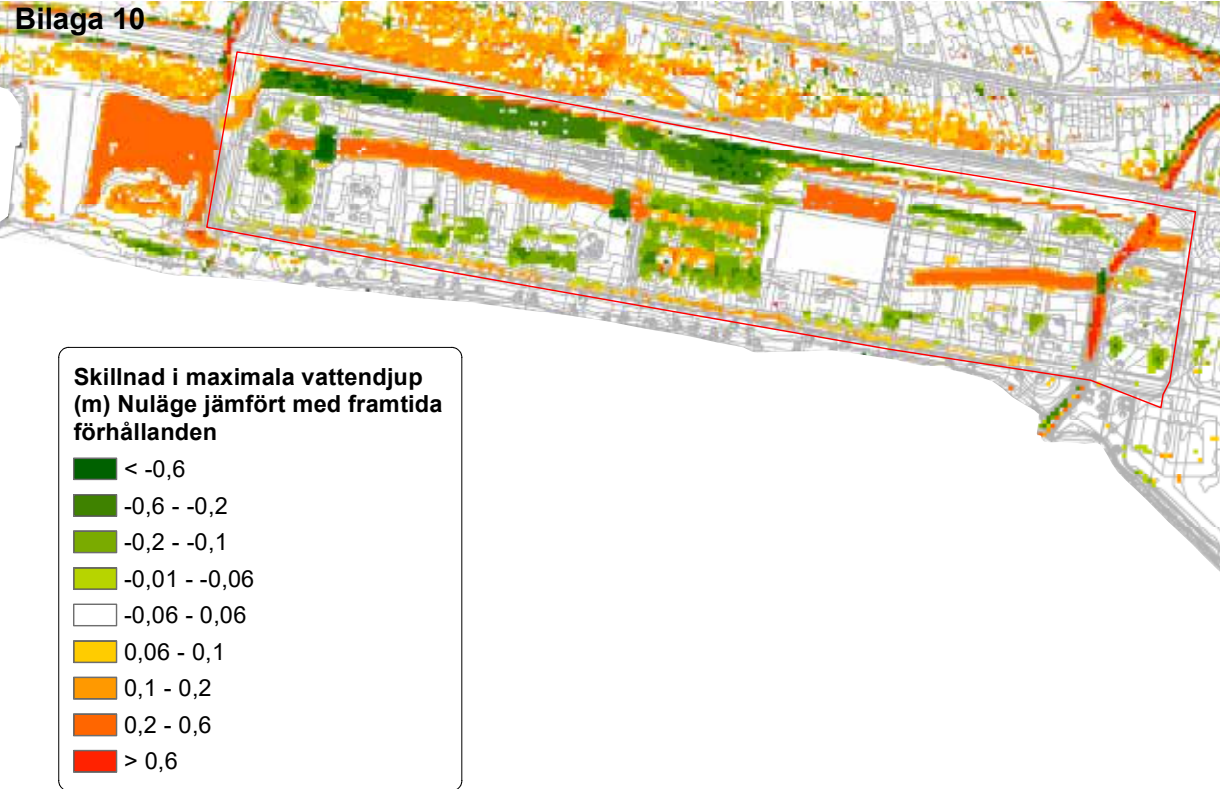 Bilaga 10
Skillnad i maximala vattendjup
(m) Nuläge jämfört med framtida
förhållanden
< -0,6
-0,6 - -0,2
-0,2 - -0,1
-0,01 - -0,06
-0,06 - 0,06
0,06 - 0,1
0,1 - 0,2
0,2 - 0,6
> 0,6